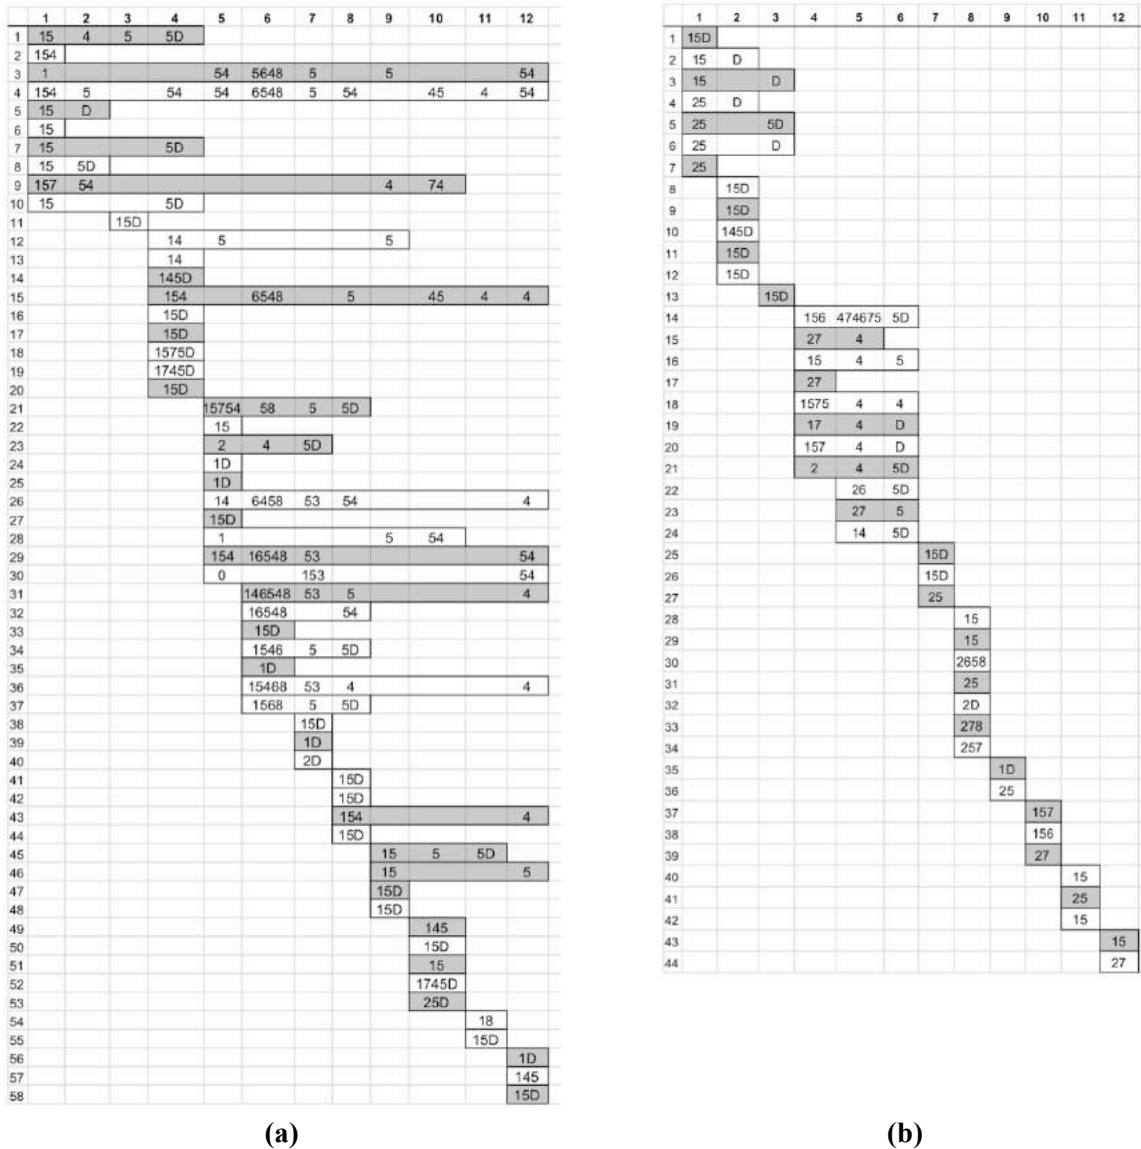 1 2 3 4 5 6 7 8 9 10 11 12
1 15 4 5 5D
2 154
3 1 54 5648 5 5 54
4 154 5 54 54 6548 5 54 45 4 54
5 15 D
6 15
7 15 5D
8 15 5D
9 157 54 4 74
10 15 5D
11 15D
12 14 5 5
13 14
14 145D
15 154 6548 5 45 4 4
16 15D
17 15D
18 1575D
19 1745D
20 15D
21 15754 58 5 5D
22 15
23 2 4 5D
24 1D
25 1D
26 14 6458 53 54 4
27 15D
28 1 5 54
29 154 16548 53 54
30 0 153 54
31 146548 53 5 4
32 16548 54
33 15D
34 1546 5 5D
35 1D
36 15468 53 4 4
37 1568 5 5D
38 15D
39 1D
40 2D
41 15D
42 15D
43 154 4
44 15D
45 15 5 5D
46 15 5
47 15D
48 15D
49 145
50 15D
51 15
52 1745D
53 25D
54 18
55 15D
56 1D
57 145
58 15D
(a)
1 2 3 4 5 6 7 8 9 10 11 12
1 15D
2 15 D
3 15 D
4 25 D
5 25 5D
6 25 D
7 25
8 15D
9 15D
10 145D
11 15D
12 15D
13 15D
14 156 474675 5D
15 27 4
16 15 4 5
17 27
18 1575 4 4
19 17 4 D
20 157 4 D
21 2 4 5D
22 26 5D
23 27 5
24 14 5D
25 15D
26 15D
27 25
28 15
29 15
30 2658
31 25
32 2D
33 278
34 257
35 1D
36 25
37 157
38 156
39 27
40 15
41 25
42 15
43 15
44 27
(b)